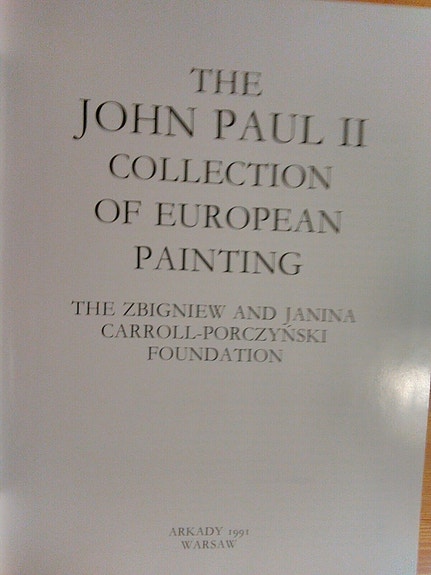 THE
JOHN PAUL II
COLLECTION
OF EUROPEAN
PAINTING
THE ZBIGNIEW AND JANINA
CARROLL-PORCZYŃSKI
FOUNDATION
ARKADY 1991
WARSAW